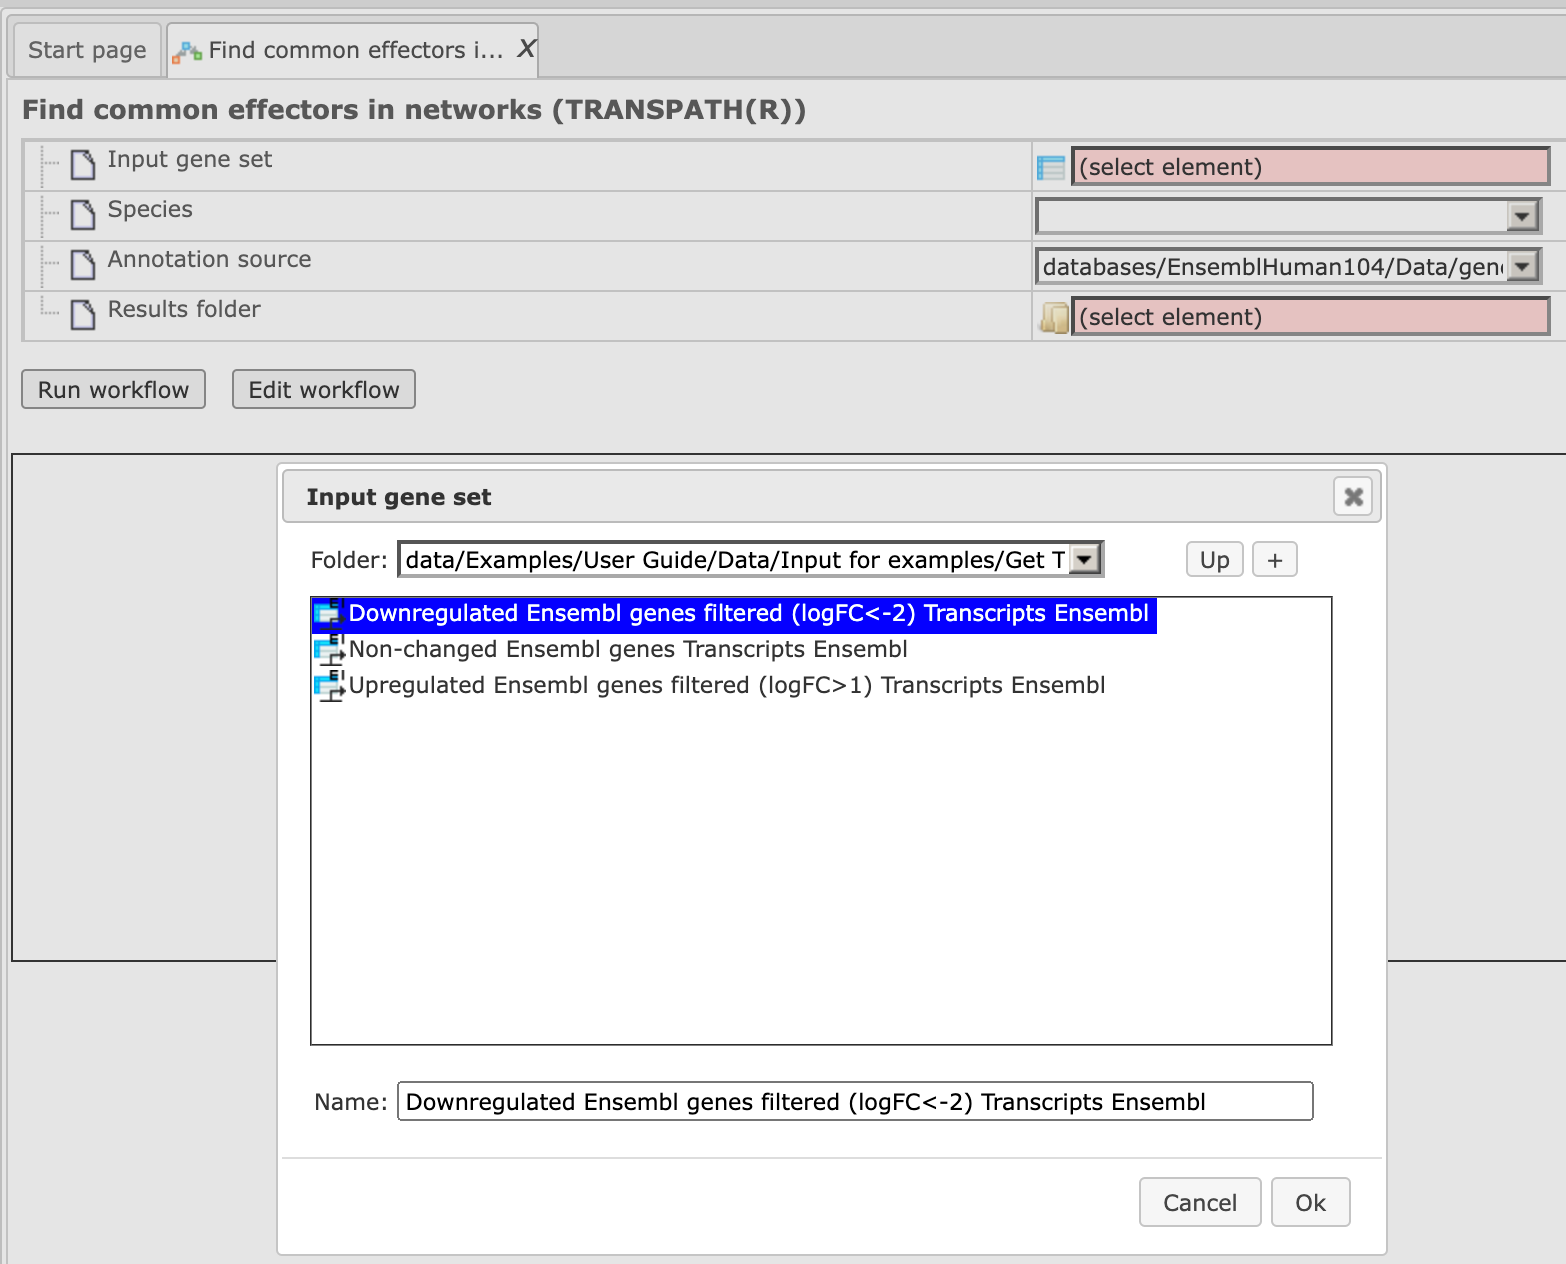 Start page
Find common effectors i... X
Find common effectors in networks (TRANSPATH(R))
Input gene set
(select element)
Species
Annotation source
databases/EnsemblHuman104/Data/gen
Results folder
(select element)
Run workflow
Edit workflow
Input gene set
Folder: data/Examples/User Guide/Data/Input for examples/Get T
Up
+
Downregulated Ensembl genes filtered (logFC<-2) Transcripts Ensembl
Non-changed Ensembl genes Transcripts Ensembl
Upregulated Ensembl genes filtered (logFC>1) Transcripts Ensembl
Name: Downregulated Ensembl genes filtered (logFC<-2) Transcripts Ensembl
Cancel
Ok